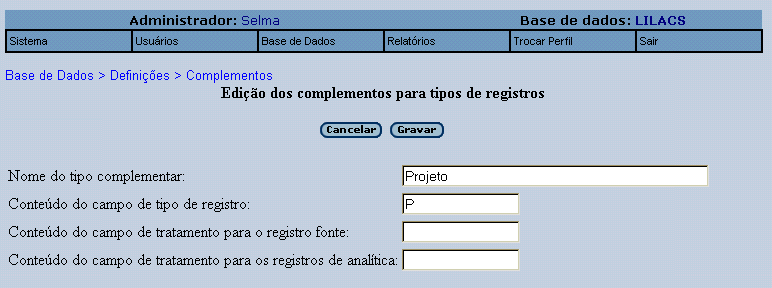 Administrador: Selma Base de dados: LILACS
Sistema Usuários Base de Dados Relatórios Trocar Perfil Sair
Base de Dados > Definições > Complementos
Edição dos complementos para tipos de registros
Cancelar Gravar
Nome do tipo complementar: Projeto
Conteúdo do campo de tipo de registro: P
Conteúdo do campo de tratamento para o registro fonte:
Conteúdo do campo de tratamento para os registros de analítica: